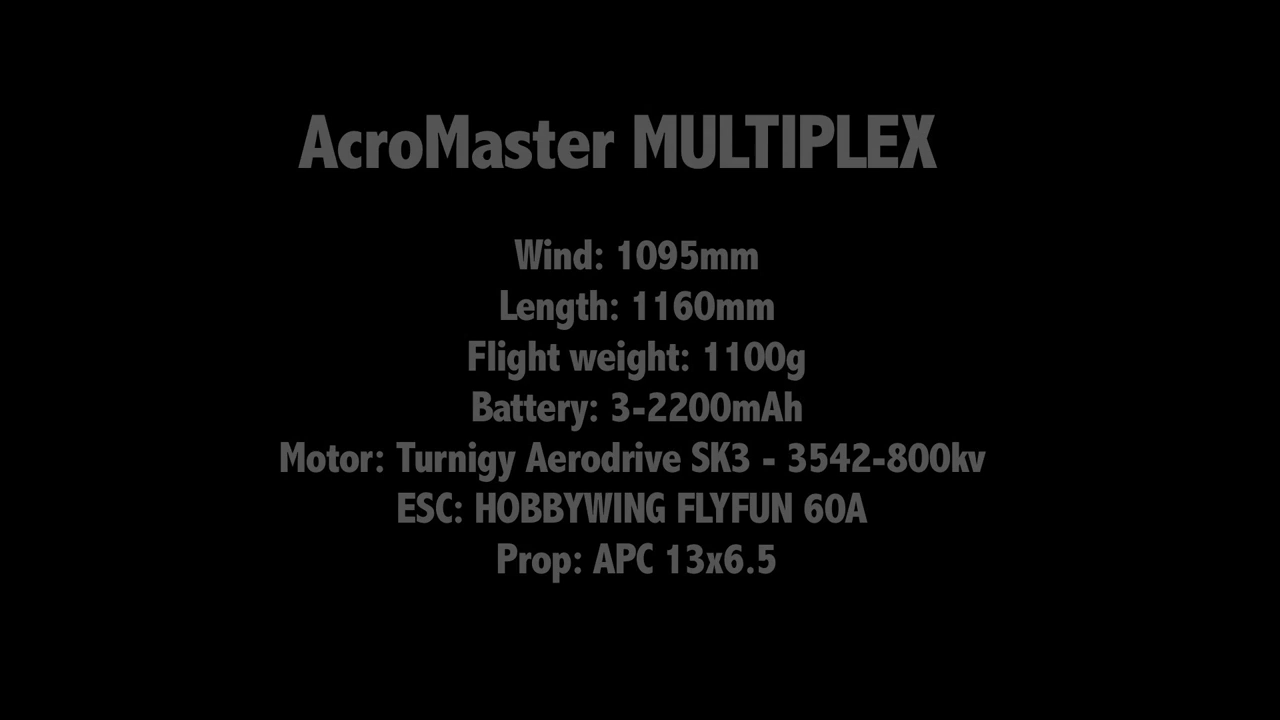 AcroMaster MULTIPLEX
Wind: 1095mm
Length: 1160mm
Flight weight: 1100g
Battery: 3-2200mAh
Motor: Turnigy Aerodrive SK3 - 3542-800kv
ESC: HOBBYWING FLYFUN 60A
Prop: APC 13x6.5